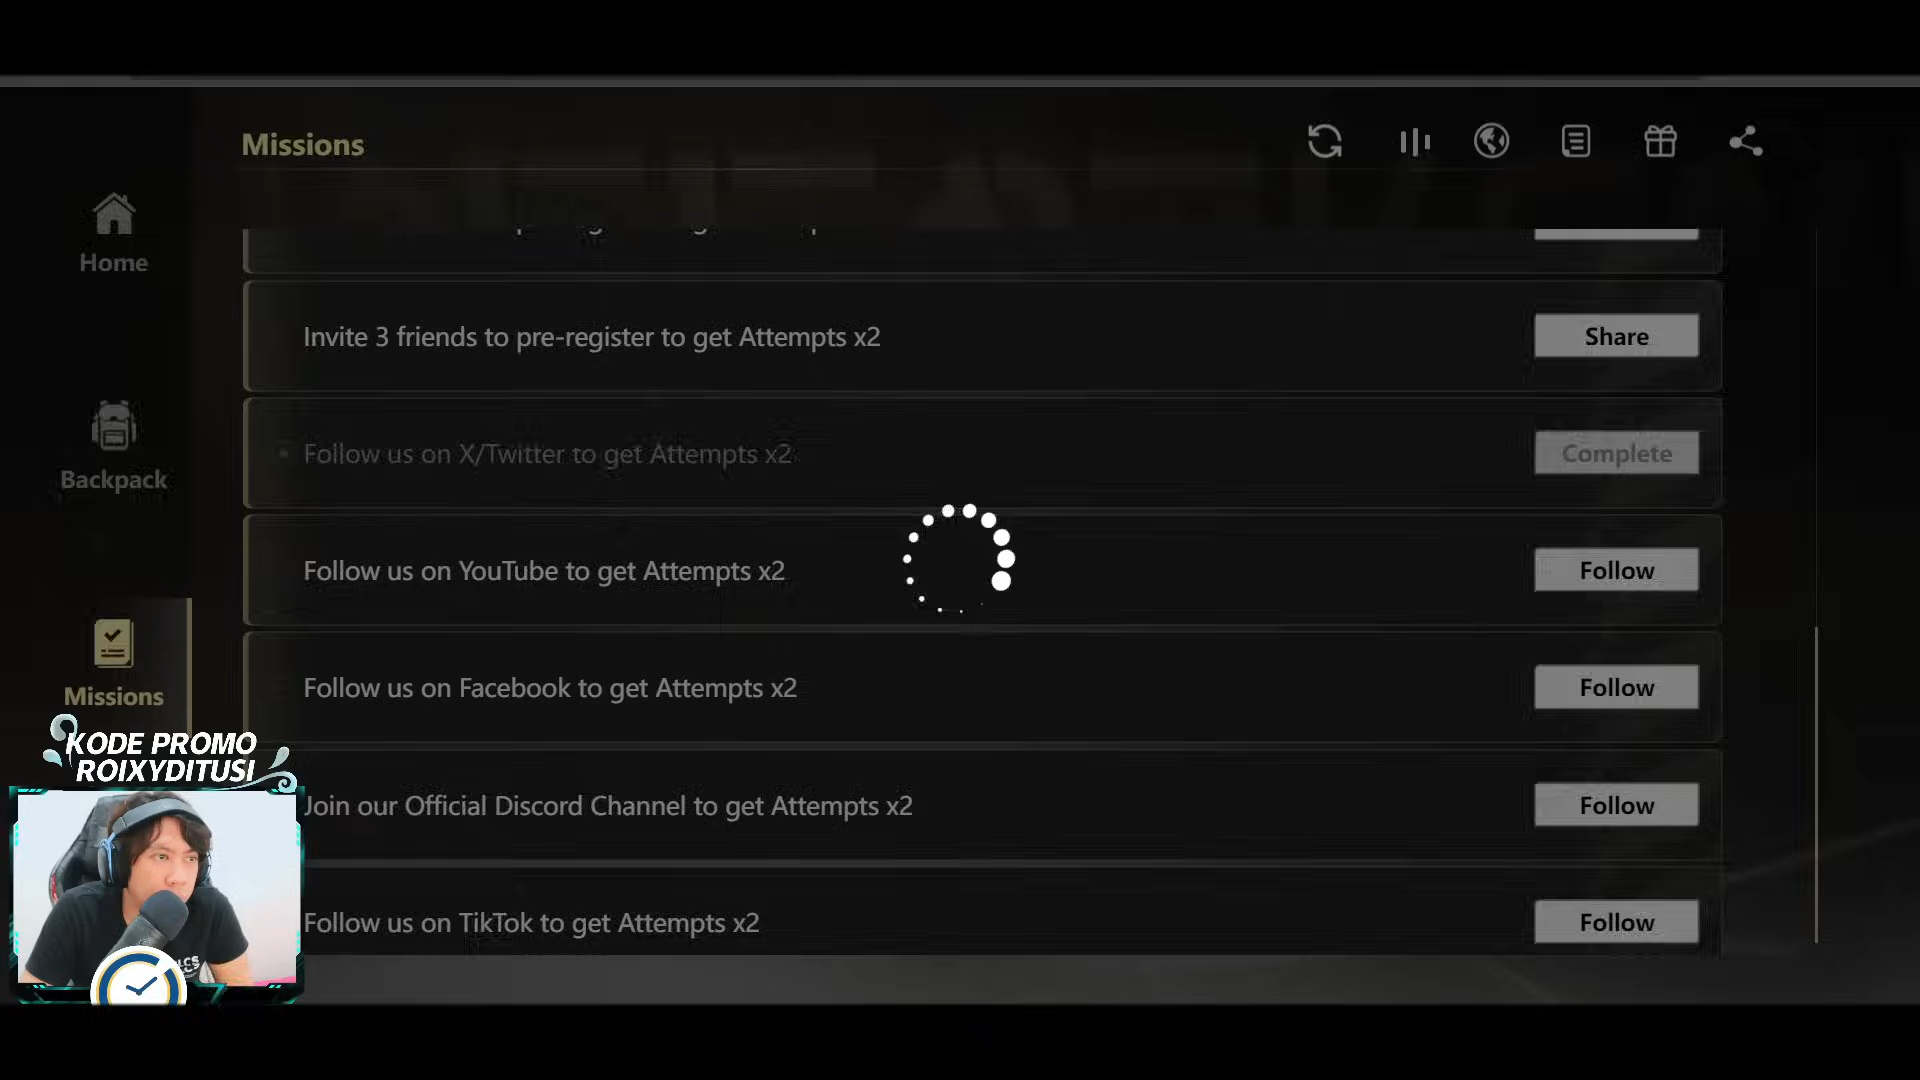 Missions
Home
Invite 3 friends to pre-register to get Attempts x2
Share
Backpack
Follow us on X/Twitter to get Attempts x2
Complete
Follow us on YouTube to get Attempts x2
Follow
Missions
Follow us on Facebook to get Attempts x2
Follow
KODE PROMO
ROIXYDITUSI
Join our Official Discord Channel to get Attempts x2
Follow
Follow us on TikTok to get Attempts x2
Follow